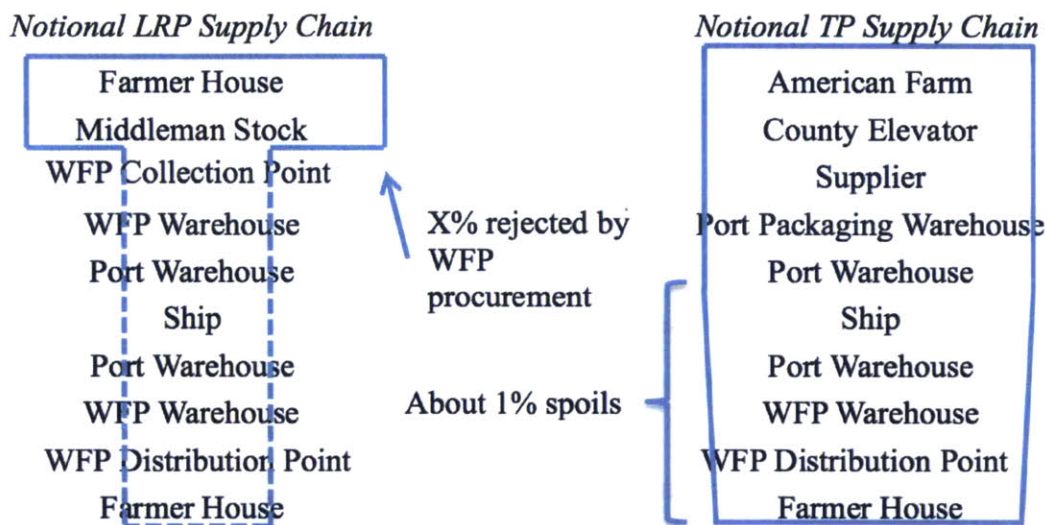 Notional LRP Supply Chain
Farmer House
Middleman Stock
WFP Collection Point
WFP Warehouse
Port Warehouse
Ship
Port Warehouse
WFP Warehouse
WFP Distribution Point
Farmer House
X% rejected by
WFP
procurement
About 1% spoils
Notional TP Supply Chain
American Farm
County Elevator
Supplier
Port Packaging Warehouse
Port Warehouse
Ship
Port Warehouse
WFP Warehouse
WFP Distribution Point
Farmer House